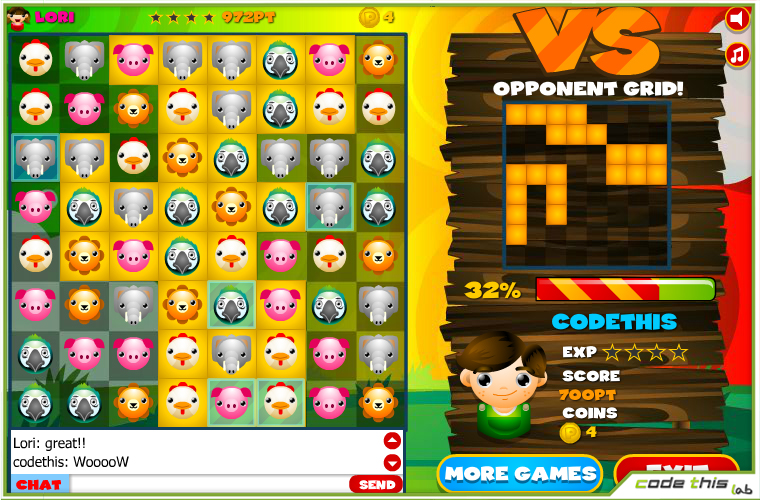 LORI 972PT 4
VS
OPPONENT GRID!
32%
CODETHIS
EXP
SCORE
700PT
COINS
4
Lori: great!!
codethis: WooooW
CHAT SEND
MORE GAMES EXIT
code this lab